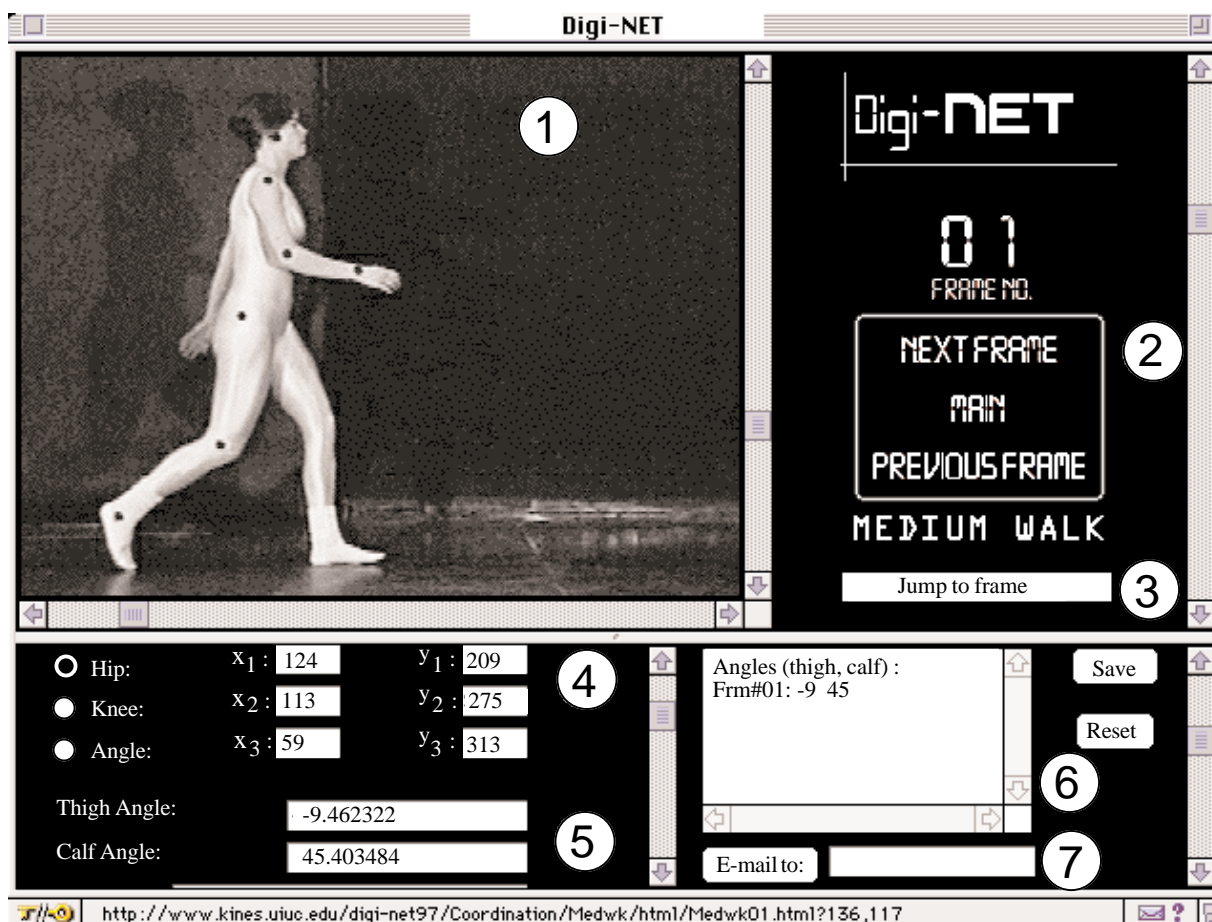 Digi-NET
1
Digi-NET
01
FRAME NO.
NEXT FRAME
MAIN
PREVIOUS FRAME
2
MEDIUM WALK
Jump to frame
3
Hip: x1 : 124 y1 : 209
Knee: x2 : 113 y2 : 275
Angle: x3 : 59 y3 : 313
4
Thigh Angle: -9.462322
Calf Angle: 45.403484
5
Angles (thigh, calf) :
Frm#01: -9 45
Save
Reset
6
E-mail to:
7
http://www.kines.uiuc.edu/digi-net97/Coordination/Medwk/html/Medwk01.html?136,117
?